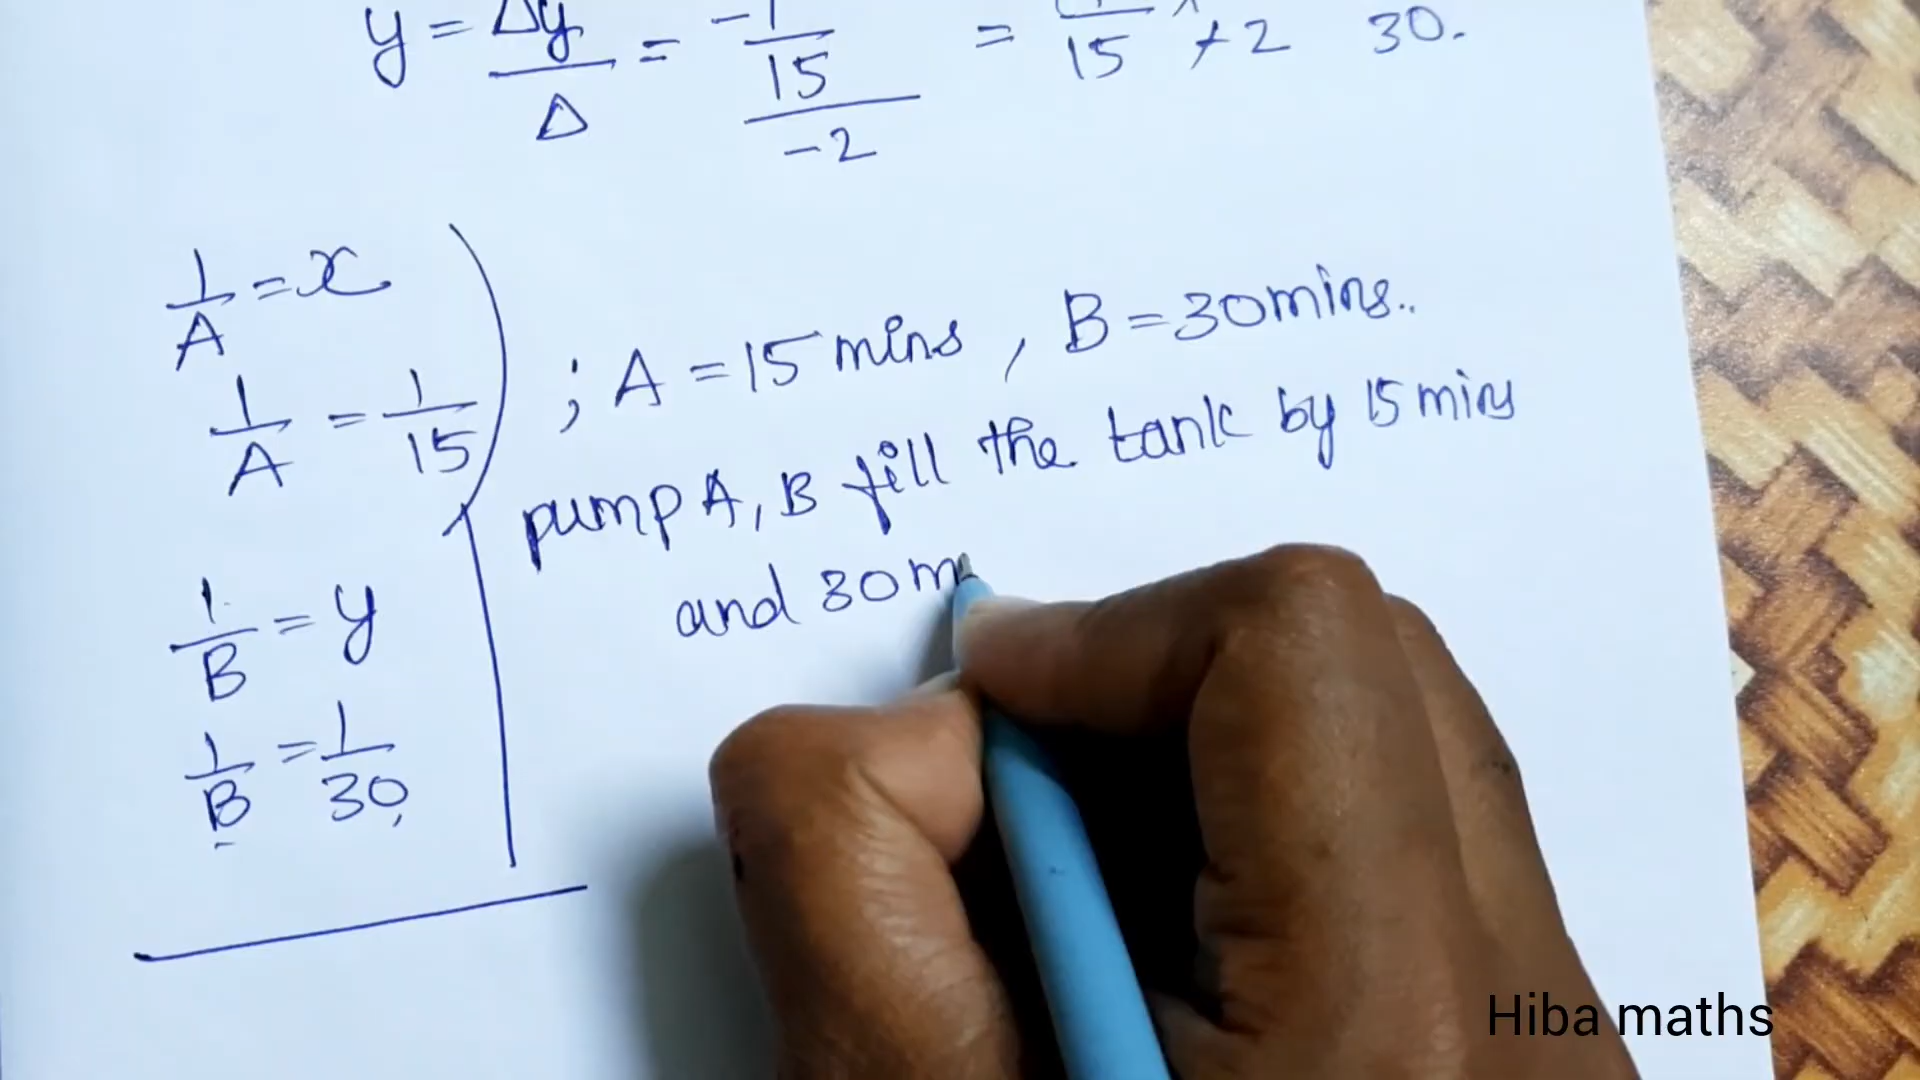 y = Δy/Δ = -1/15/-2 = 1/15 × +2 30.
1/A = x
1/A = 1/15
; A = 15 mins , B = 30 mins..
pump A, B fill the tank by 15 mins
and 30 m
1/B = y
1/B = 1/30,
Hiba maths